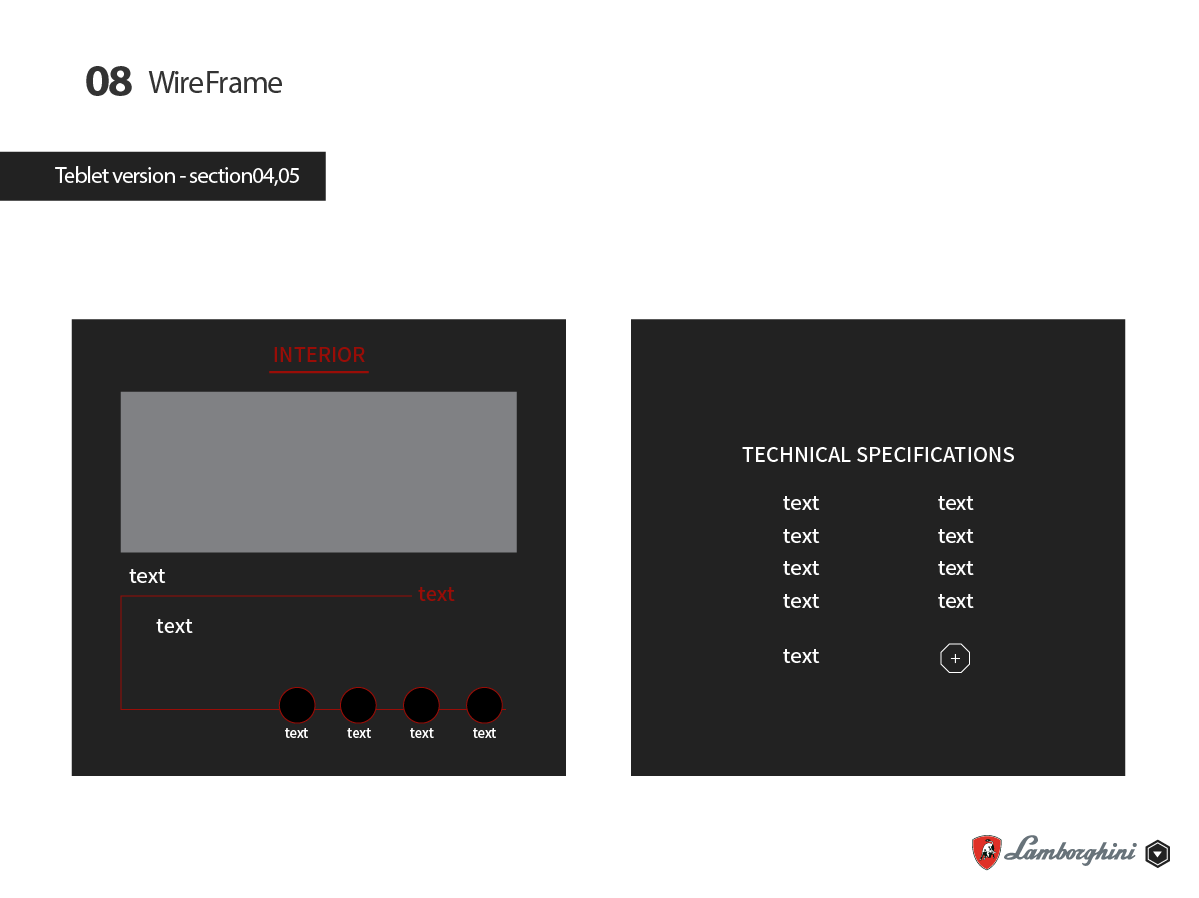 08 WireFrame
Teblet version - section04,05
INTERIOR
text
text
text
text text text text
TECHNICAL SPECIFICATIONS
text text
text text
text text
text text
text
Lamborghini